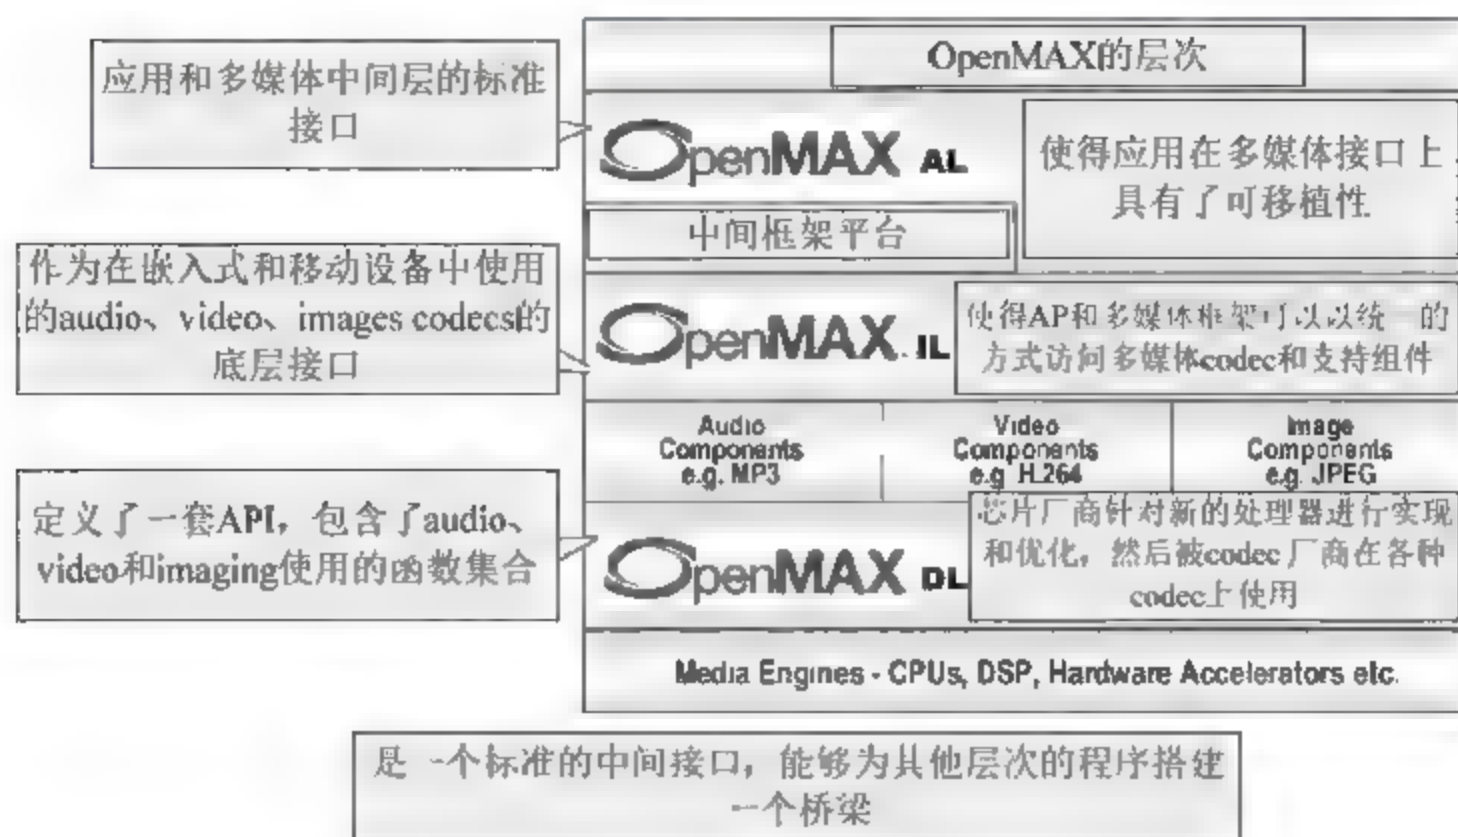 OpenMAX的层次
应用和多媒体中间层的标准
接口
OpenMAX AL
使得应用在多媒体接口上
具有了可移植性
中间框架平台
作为在嵌入式和移动设备中使用
的audio、video、images codecs的
底层接口
OpenMAX IL
使得AP和多媒体框架可以以统一的
方式访问多媒体codec和支持组件
Audio
Components
e.g. MP3
Video
Components
e.g. H.264
Image
Components
e.g. JPEG
定义了一套API，包含了audio、
video和imaging使用的函数集合
OpenMAX DL
芯片厂商针对新的处理器进行实现
和优化，然后被codec厂商在各种
codec上使用
Media Engines - CPUs, DSP, Hardware Accelerators etc.
是一个标准的中间接口，能够为其他层次的程序搭建
一个桥梁